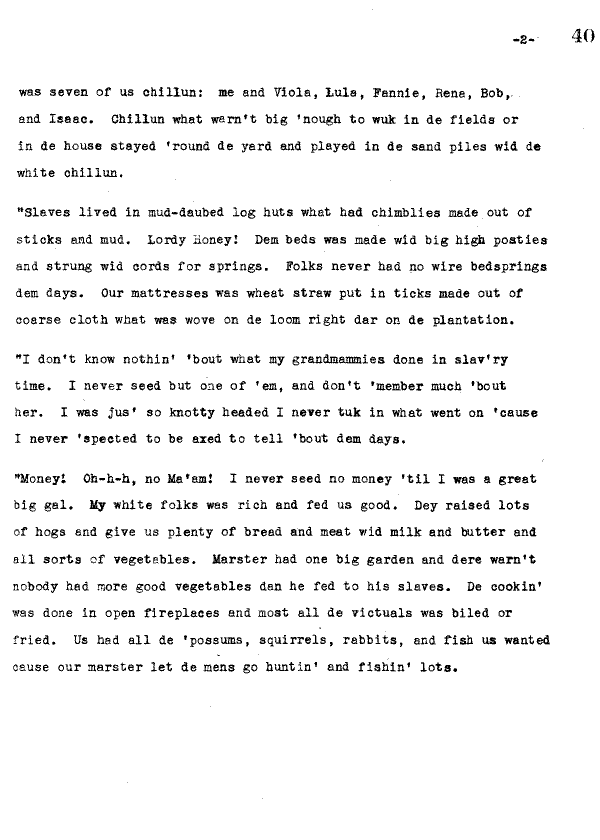 -2- 40
was seven of us chillun: me and Viola, Lula, Fannie, Rena, Bob,
and Isaac. Chillun what warn't big 'nough to wuk in de fields or
in de house stayed 'round de yard and played in de sand piles wid de
white chillun.
"Slaves lived in mud-daubed log huts what had chimblies made out of
sticks and mud. Lordy Honey! Dem beds was made wid big high posties
and strung wid cords for springs. Folks never had no wire bedsprings
dem days. Our mattresses was wheat straw put in ticks made out of
coarse cloth what was wove on de loom right dar on de plantation.
"I don't know nothin' 'bout what my grandmammies done in slav'ry
time. I never seed but one of 'em, and don't 'member much 'bout
her. I was jus' so knotty headed I never tuk in what went on 'cause
I never 'spected to be axed to tell 'bout dem days.
"Money! Oh-h-h, no Ma'am! I never seed no money 'til I was a great
big gal. My white folks was rich and fed us good. Dey raised lots
of hogs and give us plenty of bread and meat wid milk and butter and
all sorts of vegetables. Marster had one big garden and dere warn't
nobody had more good vegetables dan he fed to his slaves. De cookin'
was done in open fireplaces and most all de victuals was biled or
fried. Us had all de 'possums, squirrels, rabbits, and fish us wanted
cause our marster let de mens go huntin' and fishin' lots.